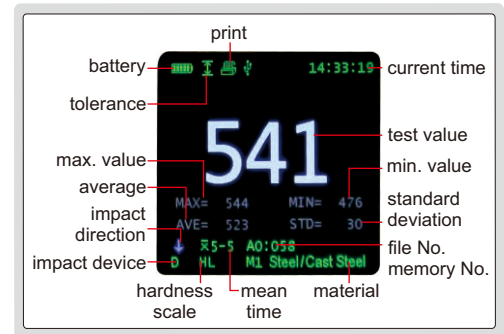 print
battery
14:33:19
current time
tolerance
541
test value
max. value
min. value
MAX= 544 MIN= 476
average
standard
deviation
AVE= 523 STD= 30
impact
direction
x̄5-5 A0:058
file No.
memory No.
impact device
D HL M1 Steel/Cast Steel
hardness
scale
mean
time
material